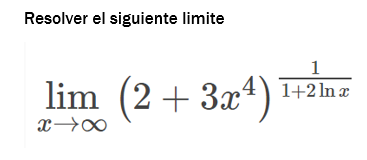 Resolver el siguiente limite
lim x→∞ (2 + 3x⁴)^(1/(1+2 ln x))